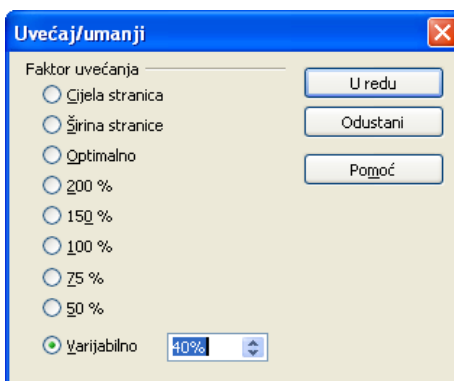 Uvećaj/umanji
Faktor uvećanja
Cijela stranica
Širina stranice
Optimalno
200 %
150 %
100 %
75 %
50 %
Varijabilno 40%
U redu
Odustani
Pomoć